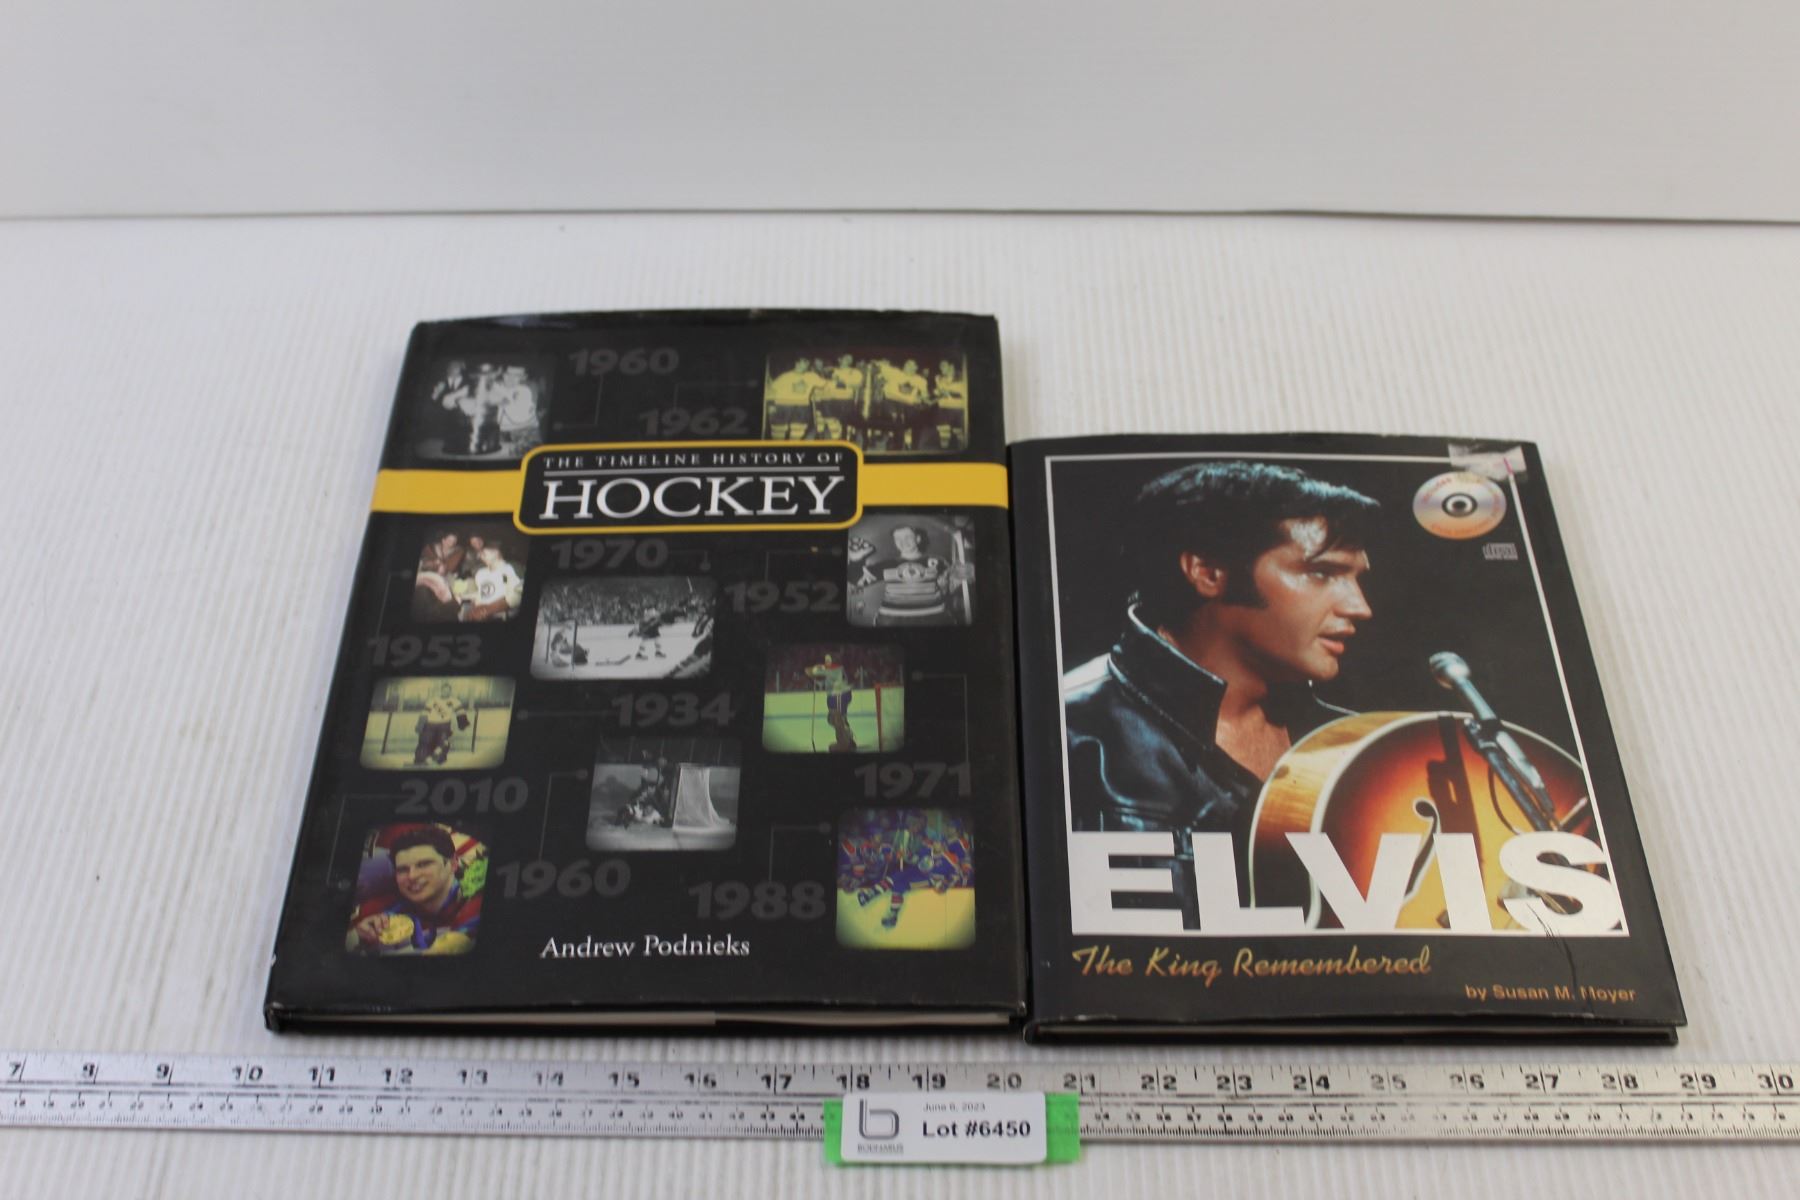 1960
1962
THE TIMELINE HISTORY OF
HOCKEY
1970
1952
1953
1934
1971
2010
1960
1988
Andrew Podnieks
ELVIS
The King Remembered
by Susan M. Moyer
7 8 9 10 11 12 13 14 15 16 17 18 19 20 21 22 23 24 25 26 27 28 29 30
b
June 6, 2023
Lot #6450